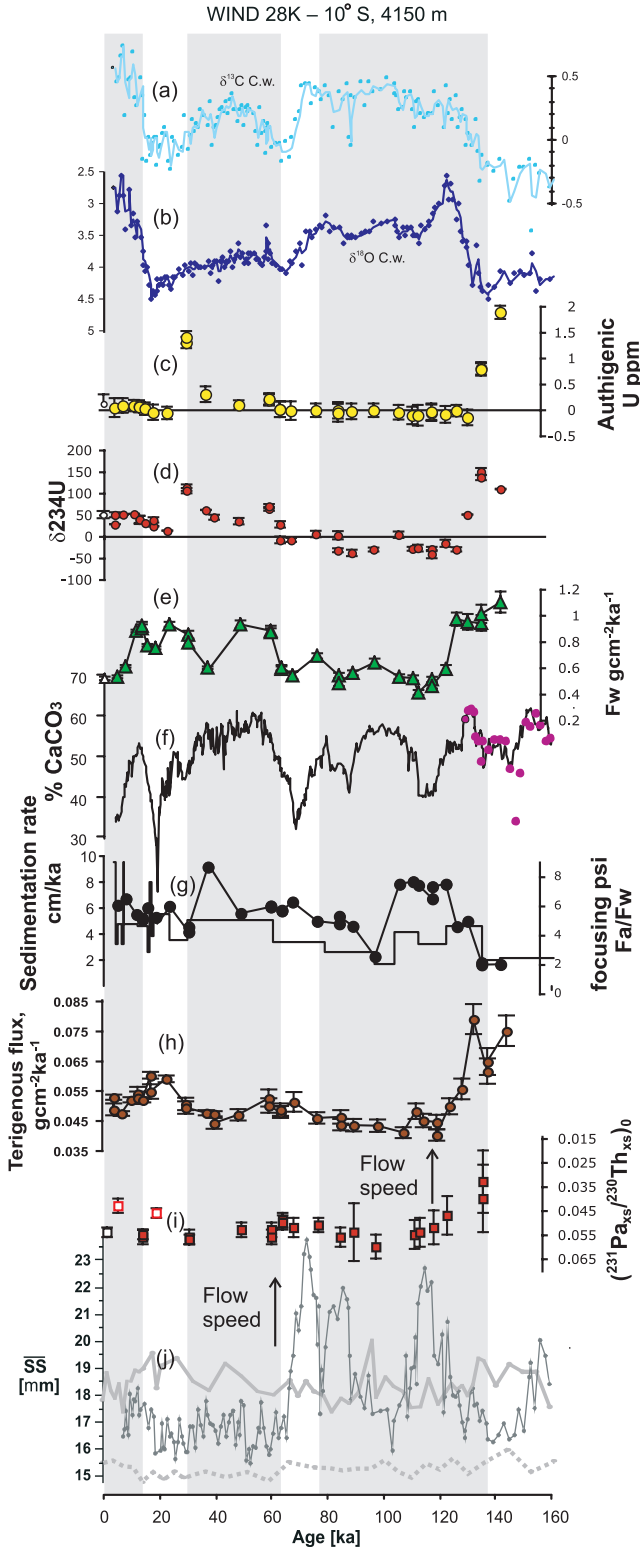 WIND 28K – 10° S, 4150 m
(a)
δ¹³C C.w.
0.5
0
-0.5
2.5
3
3.5
4
4.5
5
(b)
δ¹⁸O C.w.
(c)
2
1.5
1
0.5
0
-0.5
Authigenic
U ppm
δ234U
200
150
100
50
0
-50
-100
(d)
(e)
1.2
1
0.8
0.6
0.4
0.2
Fw gcm⁻²ka⁻¹
% CaCO₃
70
60
50
40
30
(f)
Sedimentation rate
cm/ka
10
8
6
4
2
(g)
8
6
4
2
0
focusing psi
Fa/Fw
Terigenous flux,
gcm⁻²ka⁻¹
0.085
0.075
0.065
0.055
0.045
0.035
(h)
Flow
speed
0.015
0.025
0.035
0.045
0.055
0.065
(²³¹Paₓₛ/²³⁰Thₓₛ)₀
(i)
Flow
speed
S̅S̅
[mm]
23
22
21
20
19
18
17
16
15
(j)
0 20 40 60 80 100 120 140 160
Age [ka]